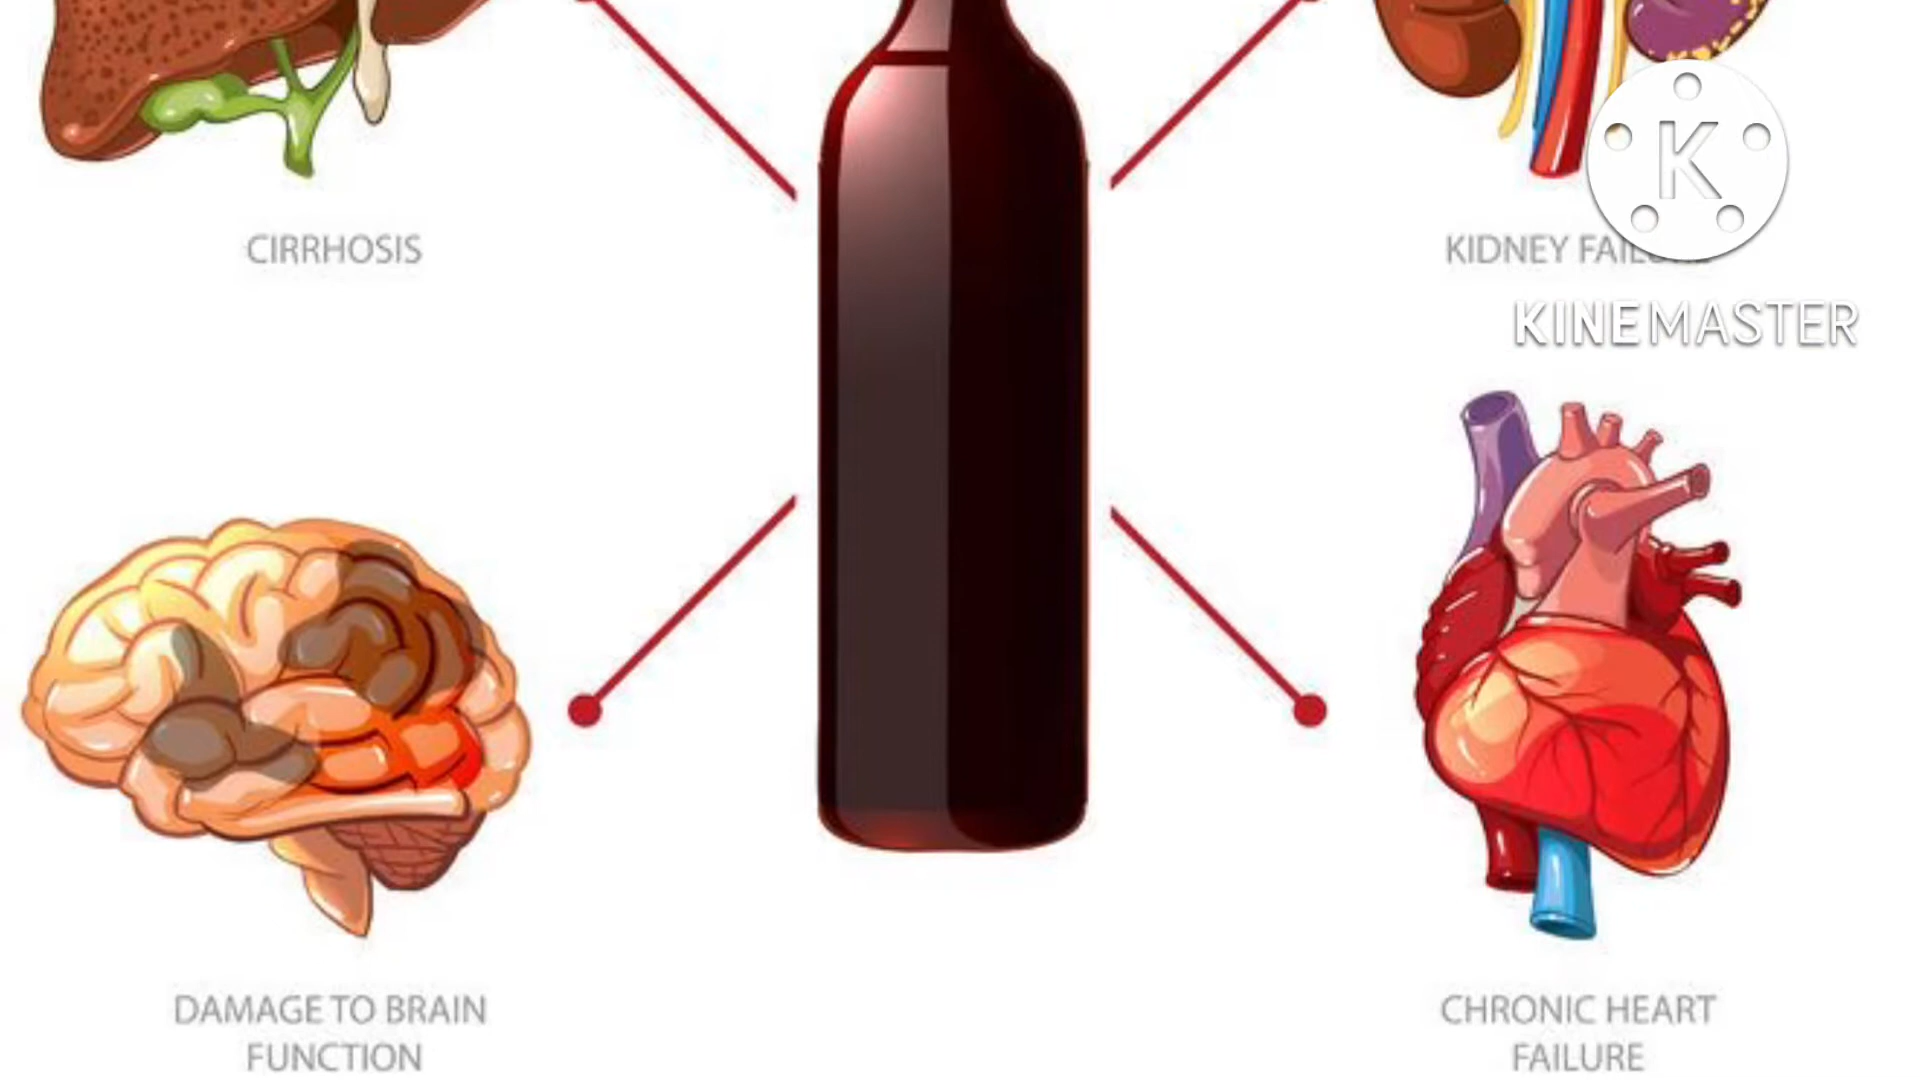 CIRRHOSIS
KIDNEY
K
KINEMASTER
DAMAGE TO BRAIN
FUNCTION
CHRONIC HEART
FAILURE